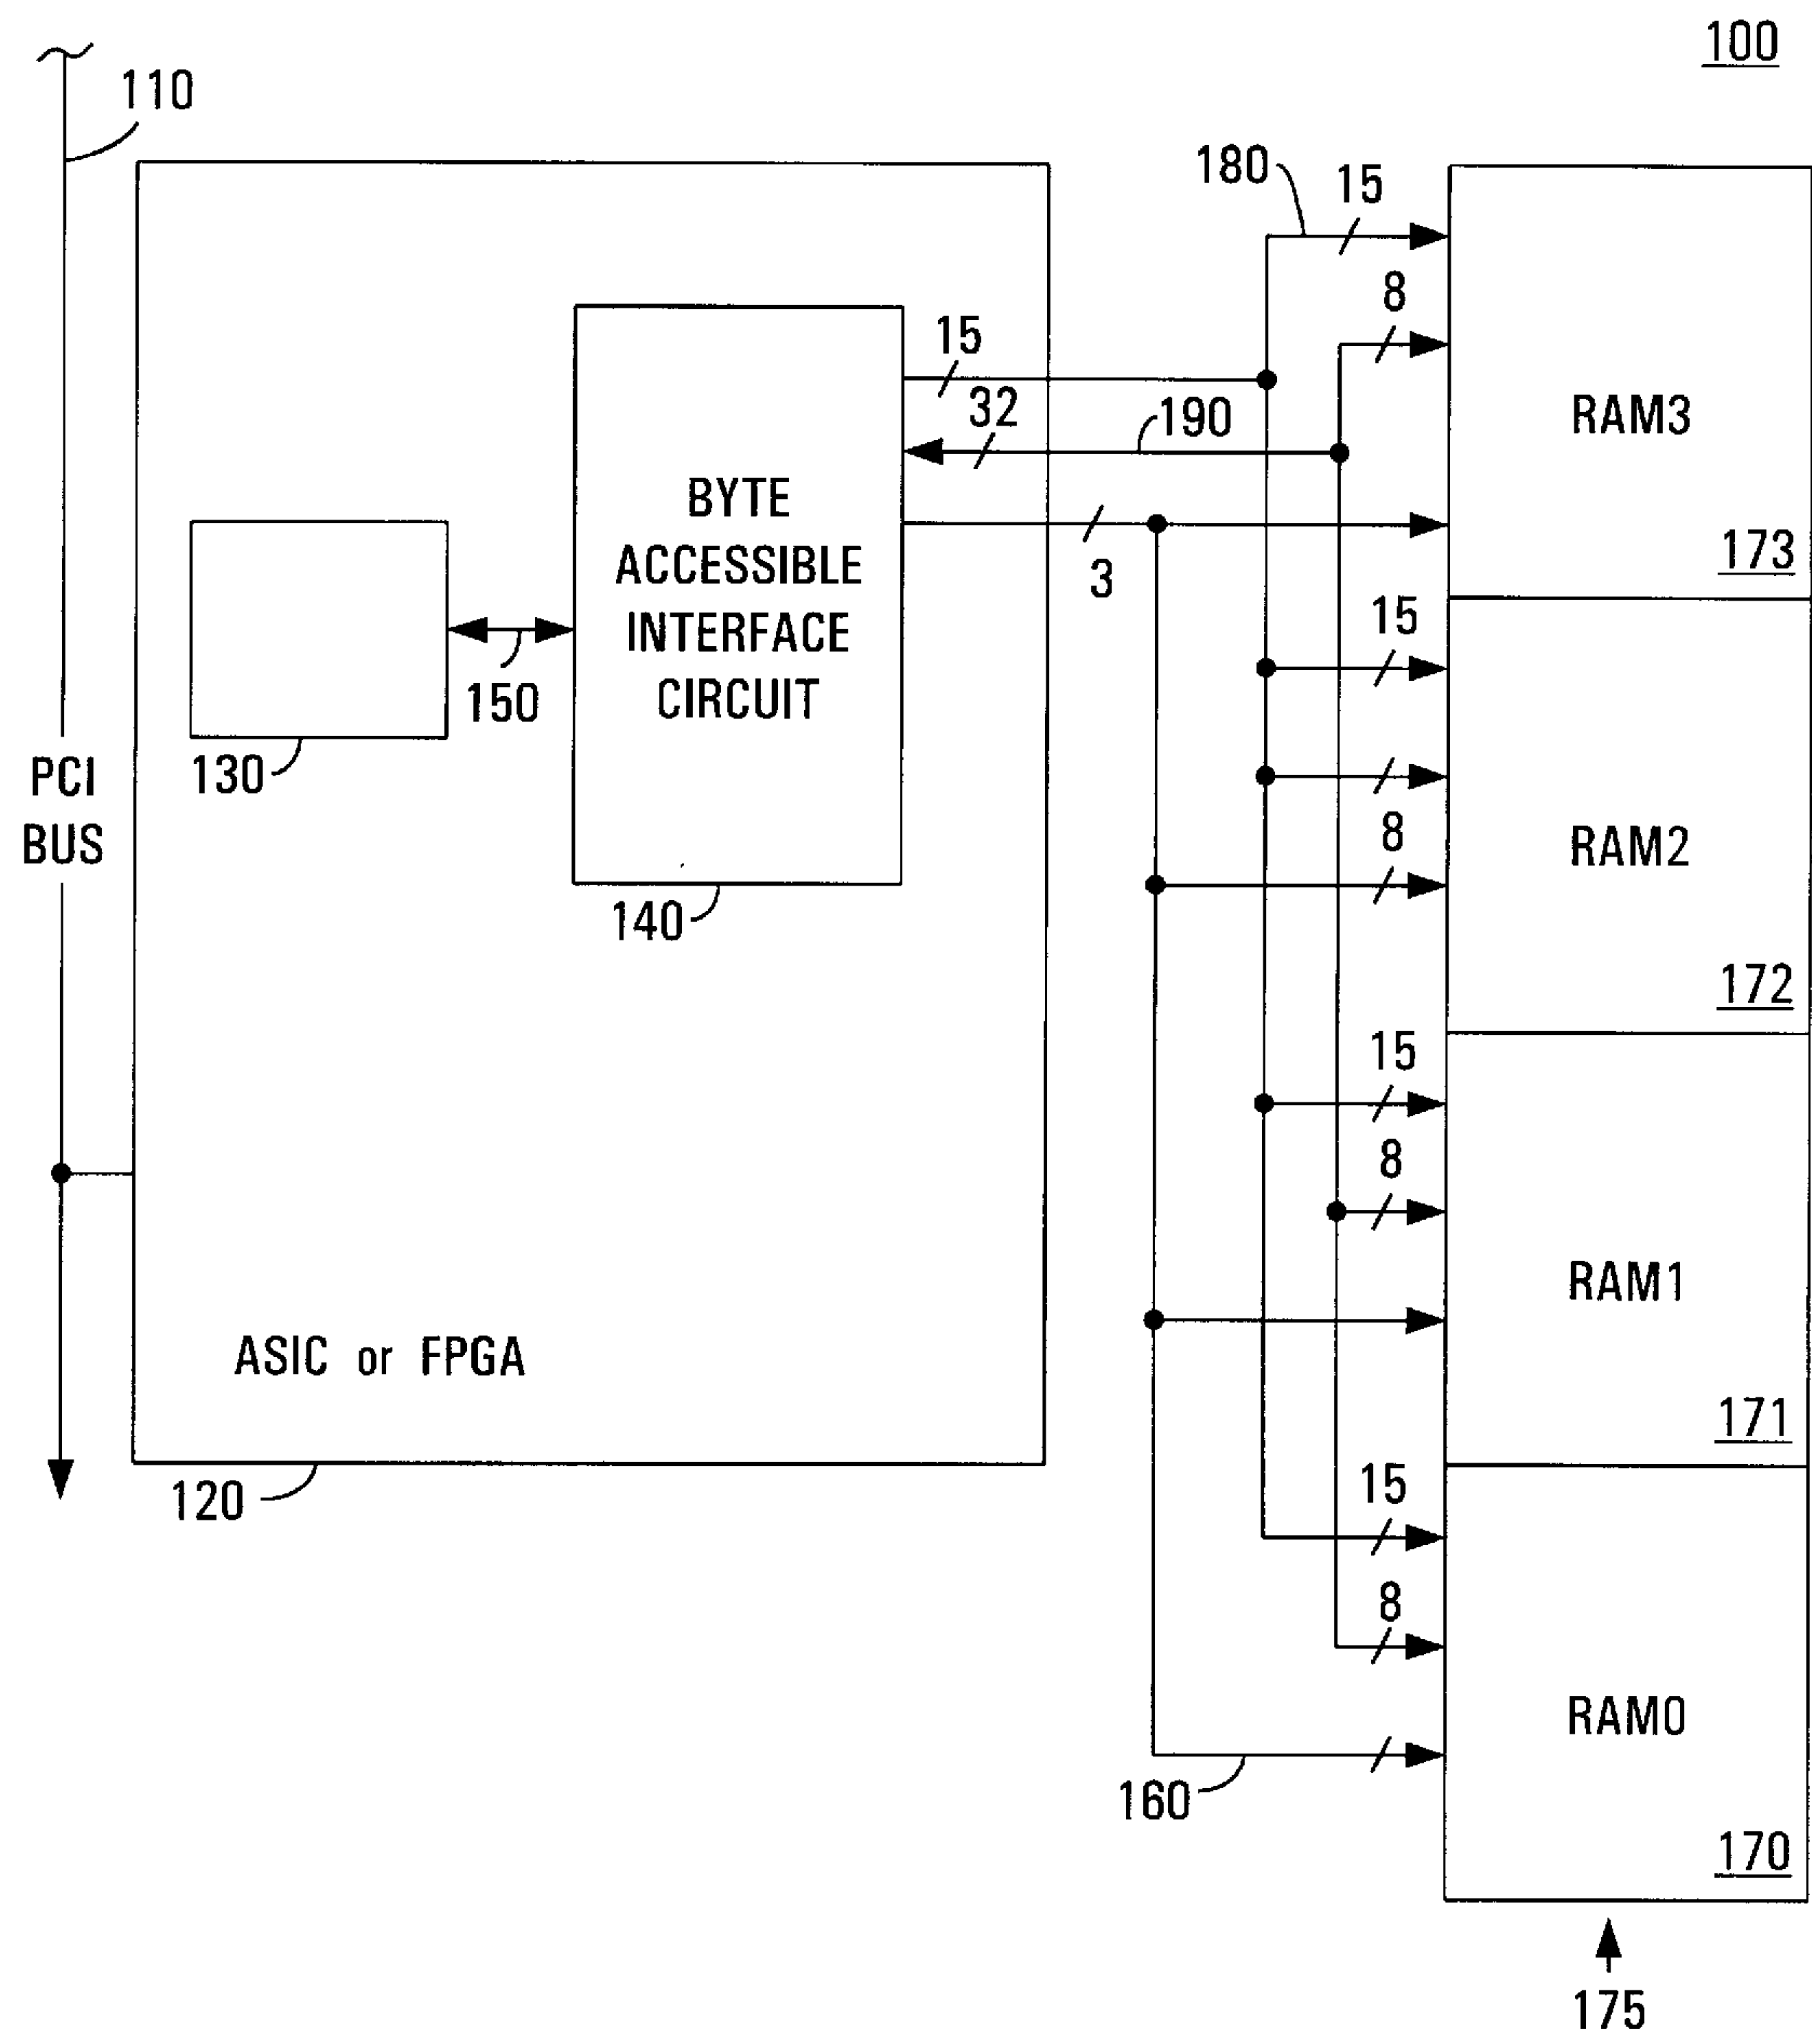 100
110
180
15
8
15
32
190
RAM3
BYTE
ACCESSIBLE
INTERFACE
CIRCUIT
3
173
15
150
130
PCI
BUS
8
RAM2
140
172
15
8
RAM1
ASIC or FPGA
171
120
15
8
RAM0
160
170
175
8